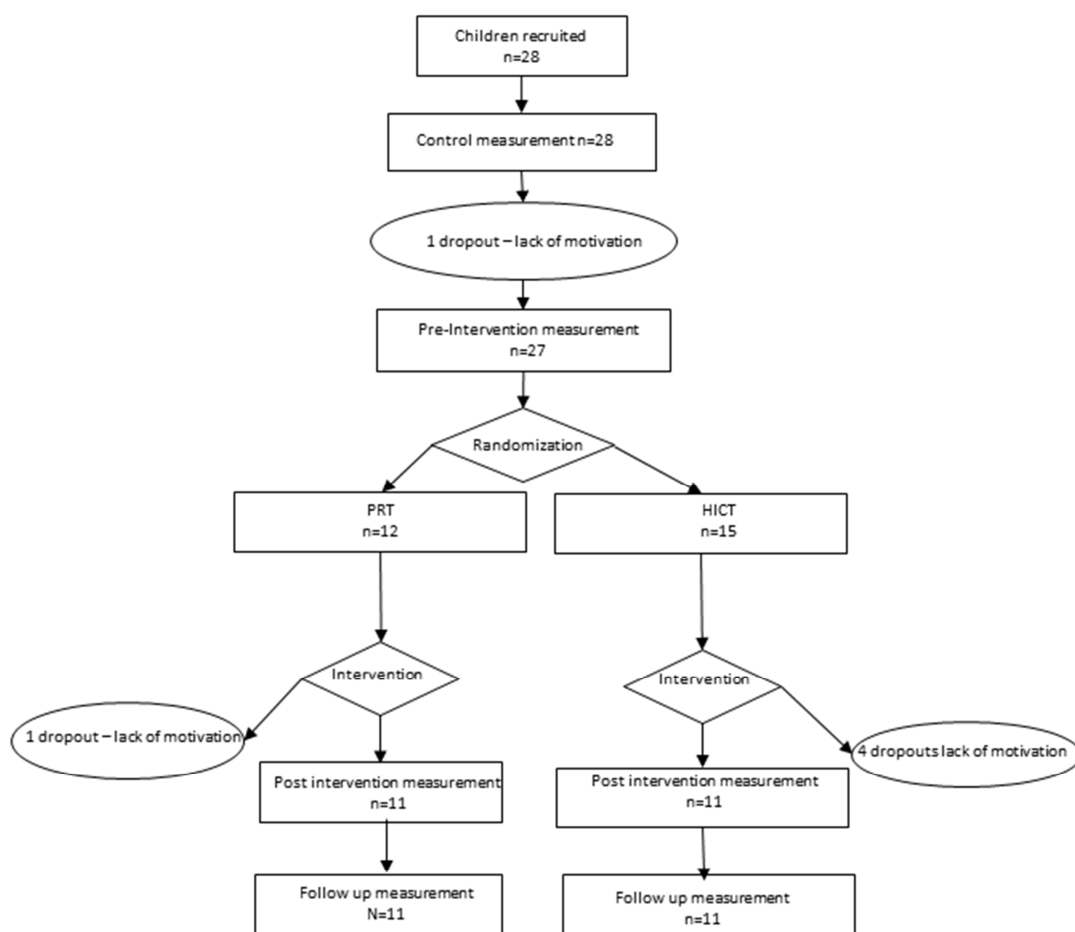 Children recruited
n=28
Control measurement n=28
1 dropout – lack of motivation
Pre-Intervention measurement
n=27
Randomization
PRT
n=12
HICT
n=15
Intervention
Intervention
1 dropout – lack of motivation
4 dropouts lack of motivation
Post intervention measurement
n=11
Post intervention measurement
n=11
Follow up measurement
N=11
Follow up measurement
n=11